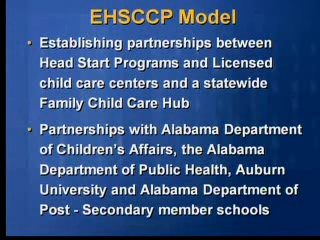 EHSCCP Model
• Establishing partnerships between
Head Start Programs and Licensed
child care centers and a statewide
Family Child Care Hub
• Partnerships with Alabama Department
of Children's Affairs, the Alabama
Department of Public Health, Auburn
University and Alabama Department of
Post - Secondary member schools